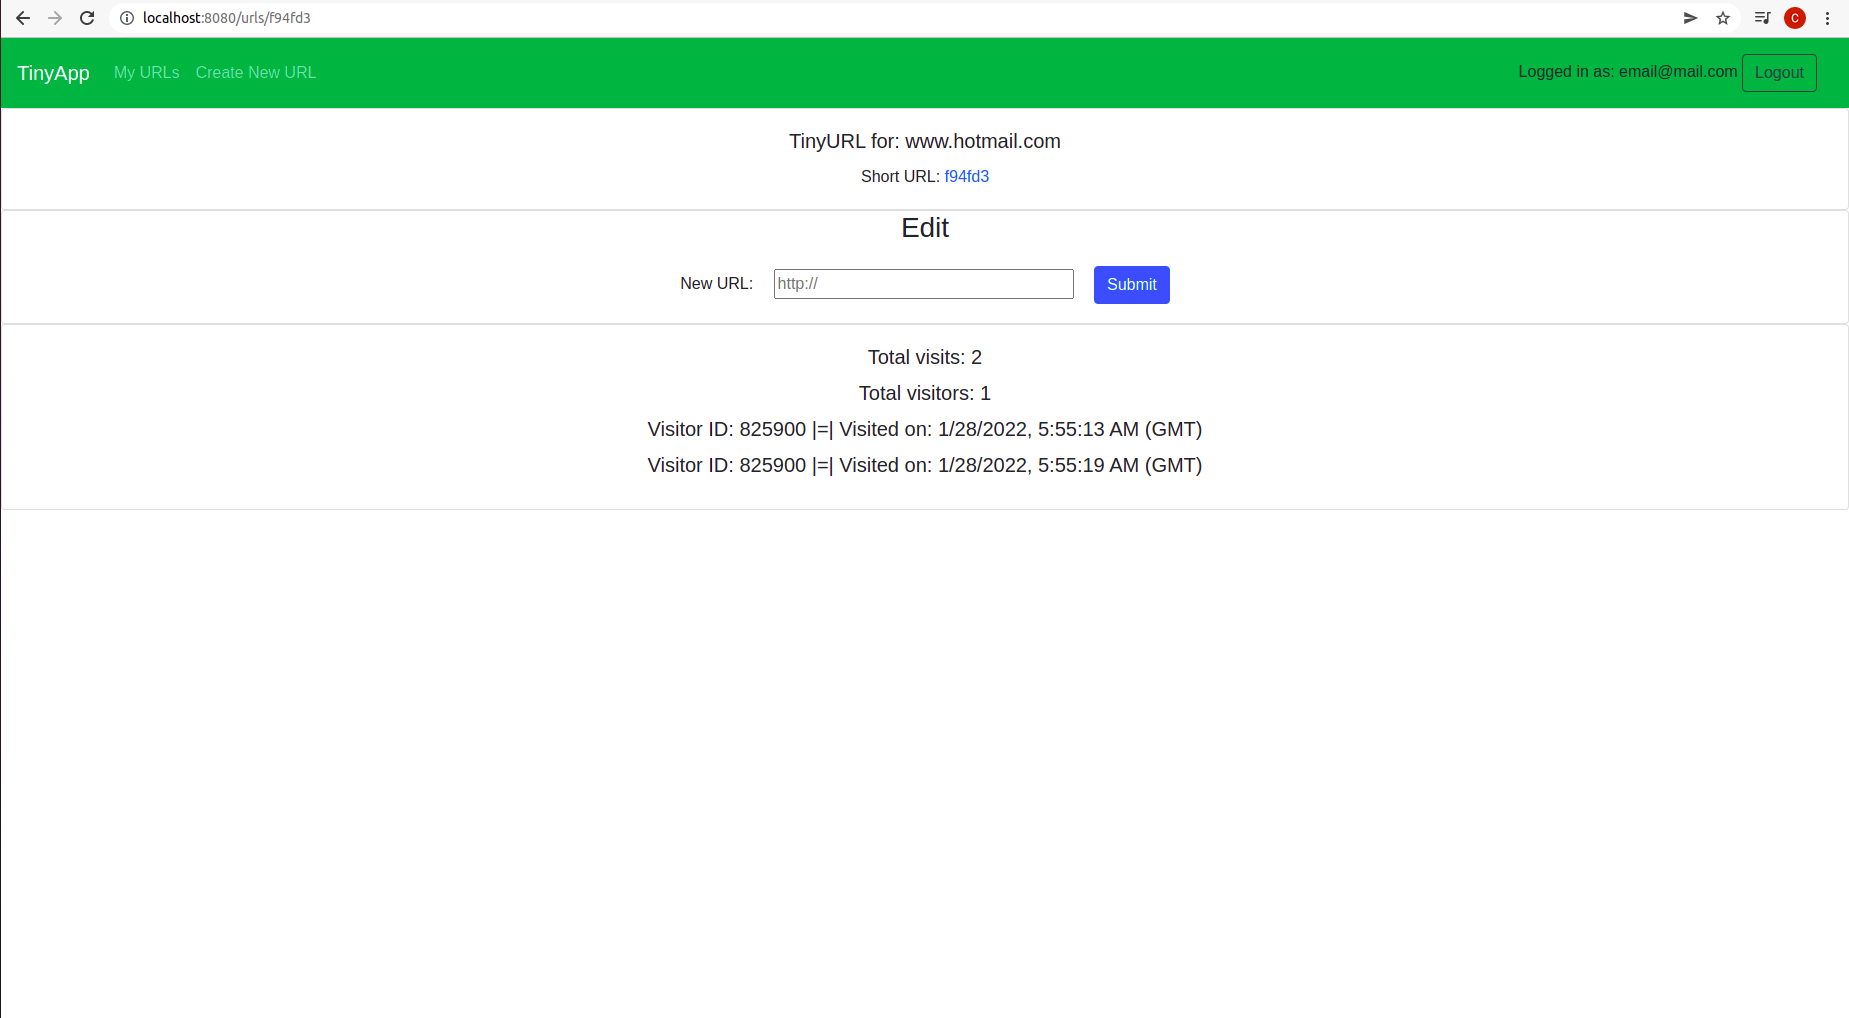 localhost:8080/urls/f94fd3
C
TinyApp My URLs Create New URL Logged in as: email@mail.com Logout
TinyURL for: www.hotmail.com
Short URL: f94fd3
Edit
New URL: http:// Submit
Total visits: 2
Total visitors: 1
Visitor ID: 825900 |=| Visited on: 1/28/2022, 5:55:13 AM (GMT)
Visitor ID: 825900 |=| Visited on: 1/28/2022, 5:55:19 AM (GMT)